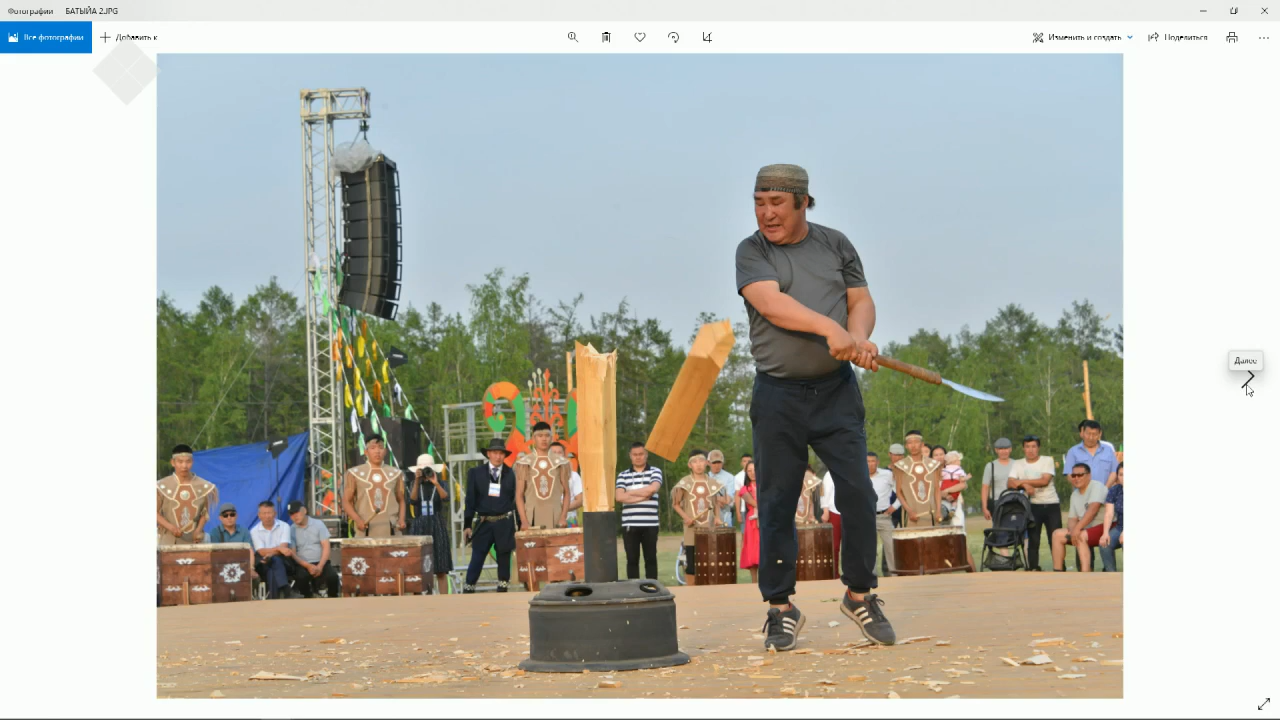 Фотографии БАТЫЙА 2.JPG
Все фотографии
Добавить к
Изменить и создать
Поделиться
Далее